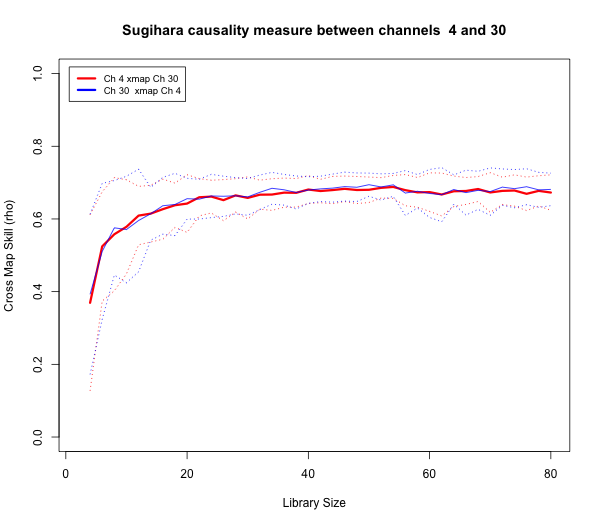 Sugihara causality measure between channels  4 and 30
Ch 4 xmap Ch 30
Ch 30  xmap Ch 4
Cross Map Skill (rho)
1.0
0.8
0.6
0.4
0.2
0.0
0
20
40
60
80
Library Size